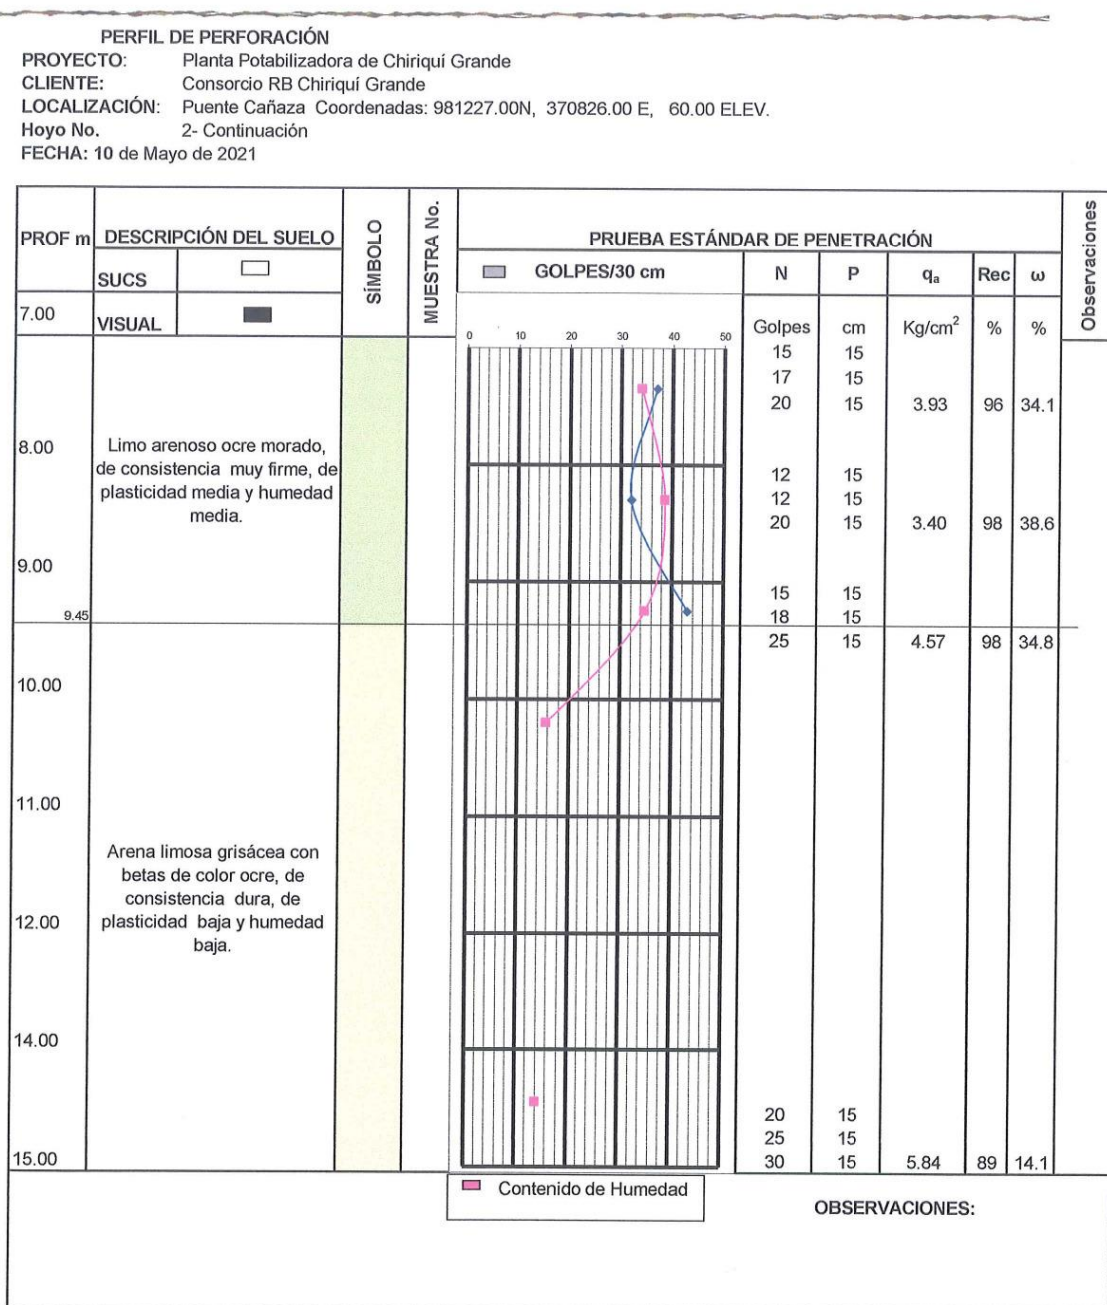 PERFIL DE PERFORACIÓN
PROYECTO: Planta Potabilizadora de Chiriquí Grande
CLIENTE: Consorcio RB Chiriquí Grande
LOCALIZACIÓN: Puente Cañaza Coordenadas: 981227.00N, 370826.00 E, 60.00 ELEV.
Hoyo No. 2- Continuación
FECHA: 10 de Mayo de 2021
PROF m DESCRIPCIÓN DEL SUELO SÍMBOLO MUESTRA No. PRUEBA ESTÁNDAR DE PENETRACIÓN Observaciones
SUCS GOLPES/30 cm N P qa Rec ω
7.00 VISUAL Golpes cm Kg/cm² % %
0 10 20 30 40 50
15 15
17 15
20 15 3.93 96 34.1
8.00 Limo arenoso ocre morado,
de consistencia muy firme, de
plasticidad media y humedad
media.
12 15
12 15
20 15 3.40 98 38.6
9.00
15 15
9.45 18 15
25 15 4.57 98 34.8
10.00
11.00
Arena limosa grisácea con
betas de color ocre, de
consistencia dura, de
12.00 plasticidad baja y humedad
baja.
14.00
20 15
25 15
15.00 30 15 5.84 89 14.1
Contenido de Humedad
OBSERVACIONES: